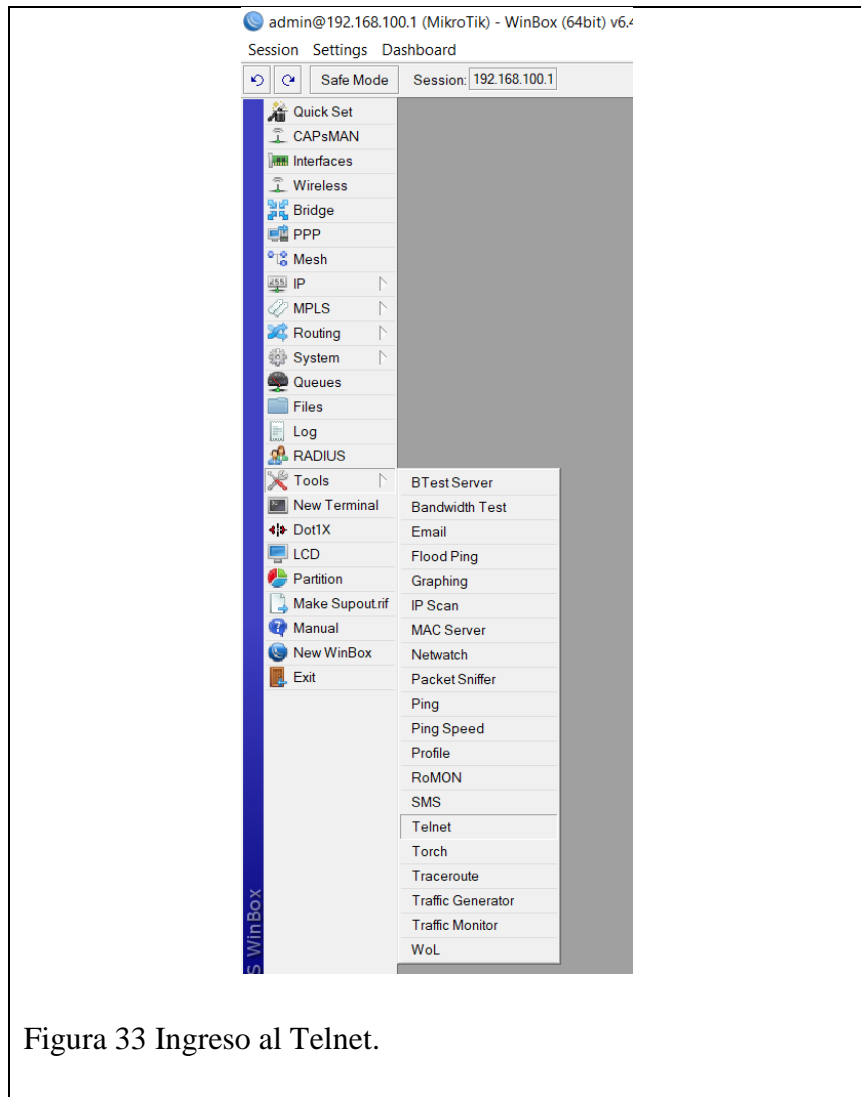 admin@192.168.100.1 (MikroTik) - WinBox (64bit) v6.4
Session Settings Dashboard
Safe Mode Session: 192.168.100.1
Quick Set
CAPsMAN
Interfaces
Wireless
Bridge
PPP
Mesh
IP
MPLS
Routing
System
Queues
Files
Log
RADIUS
Tools
New Terminal
Dot1X
LCD
Partition
Make Supout.rif
Manual
New WinBox
Exit
BTest Server
Bandwidth Test
Email
Flood Ping
Graphing
IP Scan
MAC Server
Netwatch
Packet Sniffer
Ping
Ping Speed
Profile
RoMON
SMS
Telnet
Torch
Traceroute
Traffic Generator
Traffic Monitor
WoL
S WinBox
Figura 33 Ingreso al Telnet.